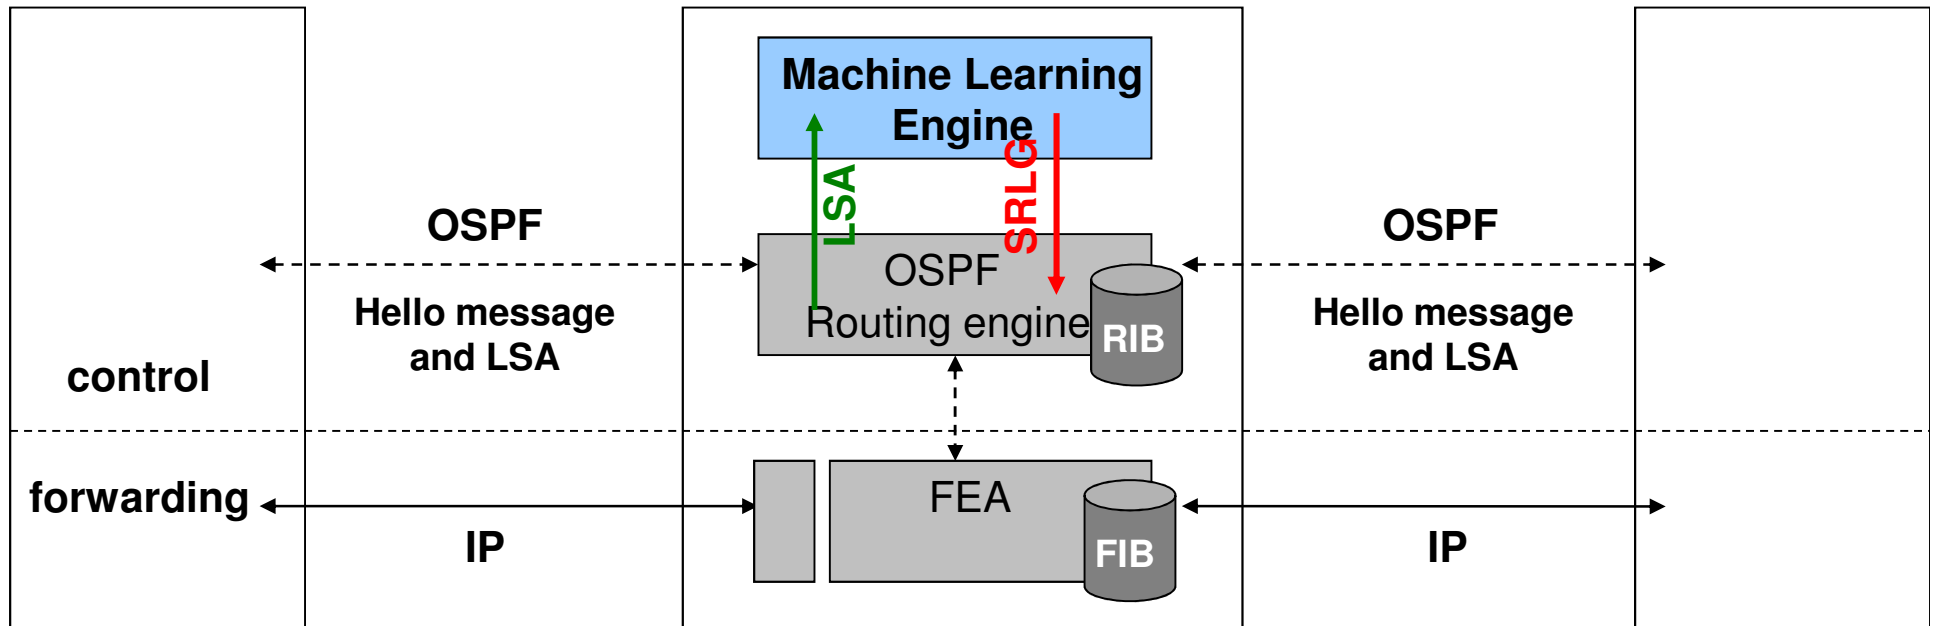 Machine Learning
Engine
LSA
SRLG
OSPF
OSPF
OSPF
Routing engine
RIB
Hello message
and LSA
Hello message
and LSA
control
forwarding
FEA
FIB
IP
IP